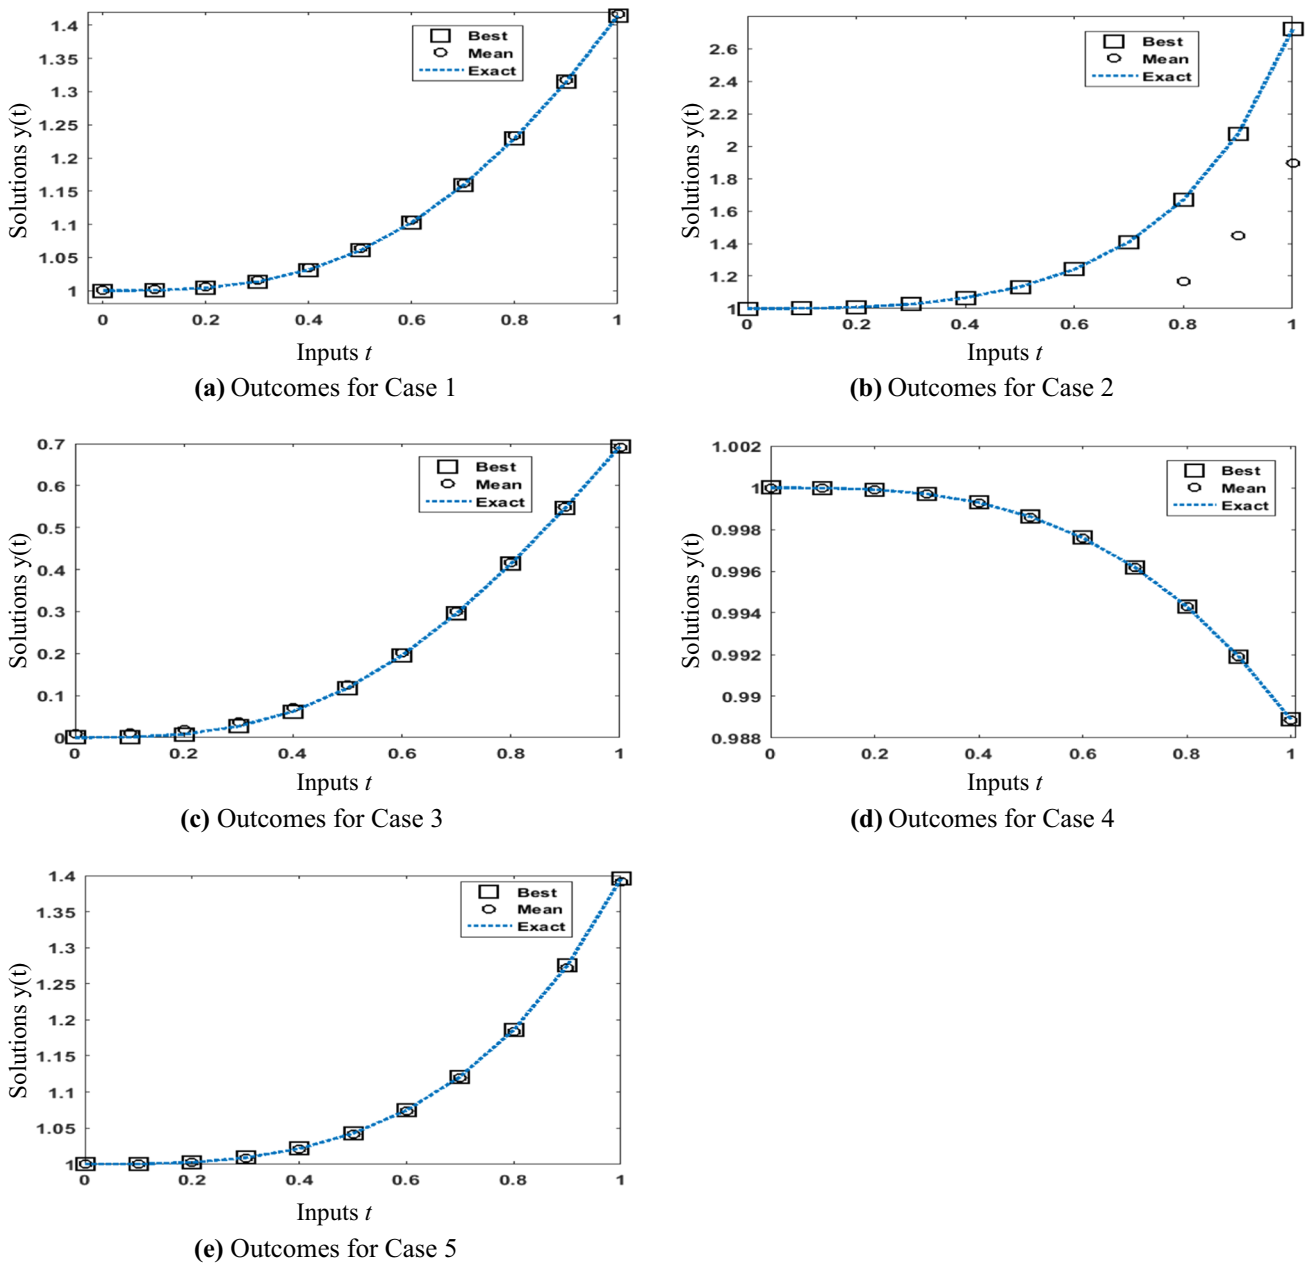 1.4
1.35
1.3
1.25
1.2
1.15
1.1
1.05
1
0 0.2 0.4 0.6 0.8 1
Best
Mean
Exact
Solutions y(t)
Inputs t
(a) Outcomes for Case 1
2.6
2.4
2.2
2
1.8
1.6
1.4
1.2
1
0 0.2 0.4 0.6 0.8 1
Best
Mean
Exact
Solutions y(t)
Inputs t
(b) Outcomes for Case 2
0.7
0.6
0.5
0.4
0.3
0.2
0.1
0
0 0.2 0.4 0.6 0.8 1
Best
Mean
Exact
Solutions y(t)
Inputs t
(c) Outcomes for Case 3
1.002
1
0.998
0.996
0.994
0.992
0.99
0.988
0 0.2 0.4 0.6 0.8 1
Best
Mean
Exact
Solutions y(t)
Inputs t
(d) Outcomes for Case 4
1.4
1.35
1.3
1.25
1.2
1.15
1.1
1.05
1
0 0.2 0.4 0.6 0.8 1
Best
Mean
Exact
Solutions y(t)
Inputs t
(e) Outcomes for Case 5